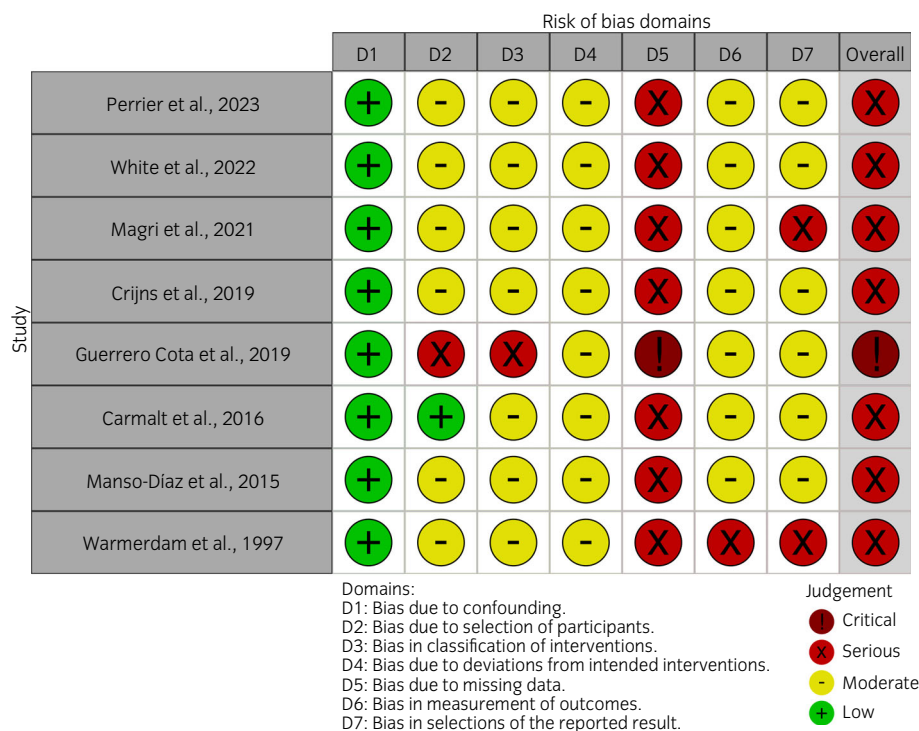 Risk of bias domains
D1 D2 D3 D4 D5 D6 D7 Overall
Study
Perrier et al., 2023 + - - - X - - X
White et al., 2022 + - - - X - - X
Magri et al., 2021 + - - - X - X X
Crijns et al., 2019 + - - - X - - X
Guerrero Cota et al., 2019 + X X - ! - - !
Carmalt et al., 2016 + + - - X - - X
Manso-Díaz et al., 2015 + - - - X - - X
Warmerdam et al., 1997 + - - - X X X X
Domains:
D1: Bias due to confounding.
D2: Bias due to selection of participants.
D3: Bias in classification of interventions.
D4: Bias due to deviations from intended interventions.
D5: Bias due to missing data.
D6: Bias in measurement of outcomes.
D7: Bias in selections of the reported result.
Judgement
! Critical
X Serious
- Moderate
+ Low